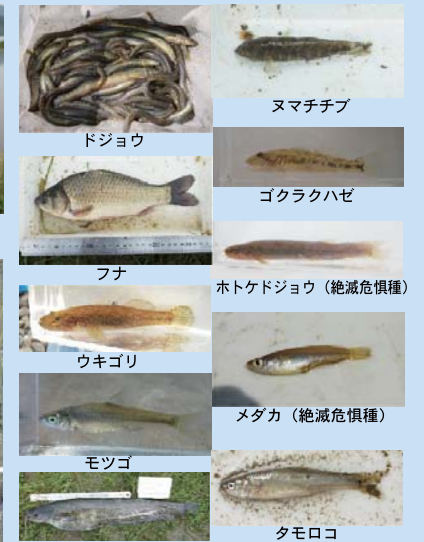 ドジョウ
ヌマチチブ
ゴクラクハゼ
フナ
ホトケドジョウ（絶滅危惧種）
ウキゴリ
メダカ（絶滅危惧種）
モツゴ
タモロコ